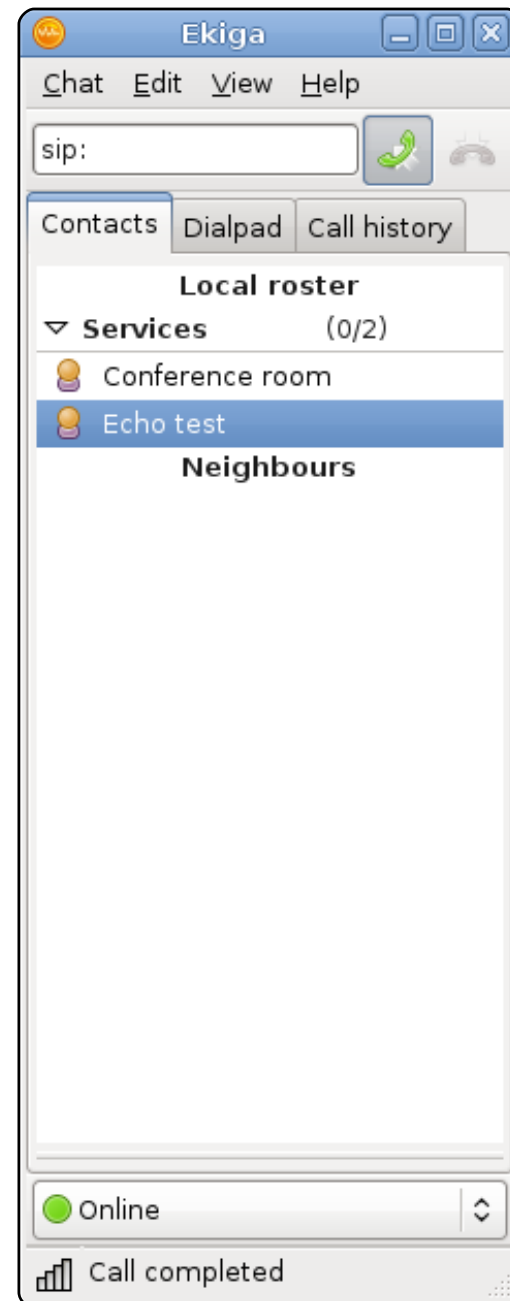 Ekiga
Chat Edit View Help
sip:
Contacts Dialpad Call history
Local roster
Services (0/2)
Conference room
Echo test
Neighbours
Online
Call completed